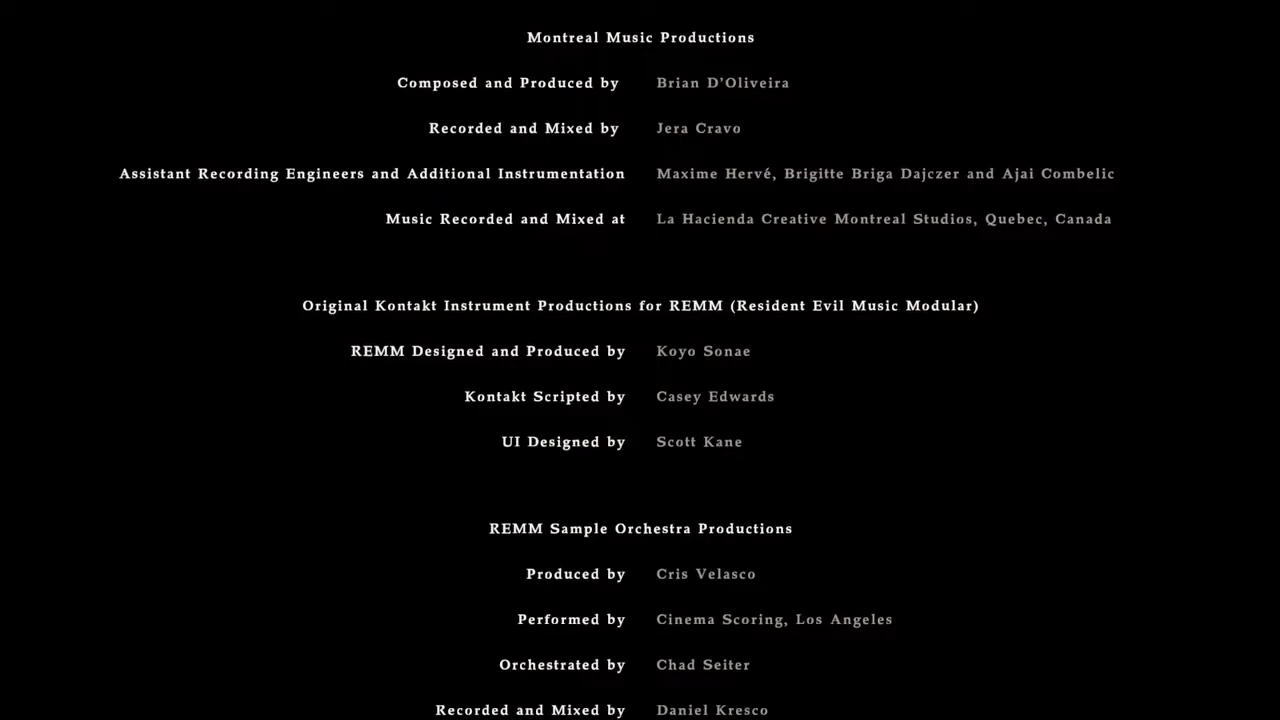 Montreal Music Productions
Composed and Produced by Brian D’Oliveira
Recorded and Mixed by Jera Cravo
Assistant Recording Engineers and Additional Instrumentation Maxime Hervé, Brigitte Briga Dajczer and Ajai Combelic
Music Recorded and Mixed at La Hacienda Creative Montreal Studios, Quebec, Canada
Original Kontakt Instrument Productions for REMM (Resident Evil Music Modular)
REMM Designed and Produced by Koyo Sonae
Kontakt Scripted by Casey Edwards
UI Designed by Scott Kane
REMM Sample Orchestra Productions
Produced by Cris Velasco
Performed by Cinema Scoring, Los Angeles
Orchestrated by Chad Seiter
Recorded and Mixed by Daniel Kresco